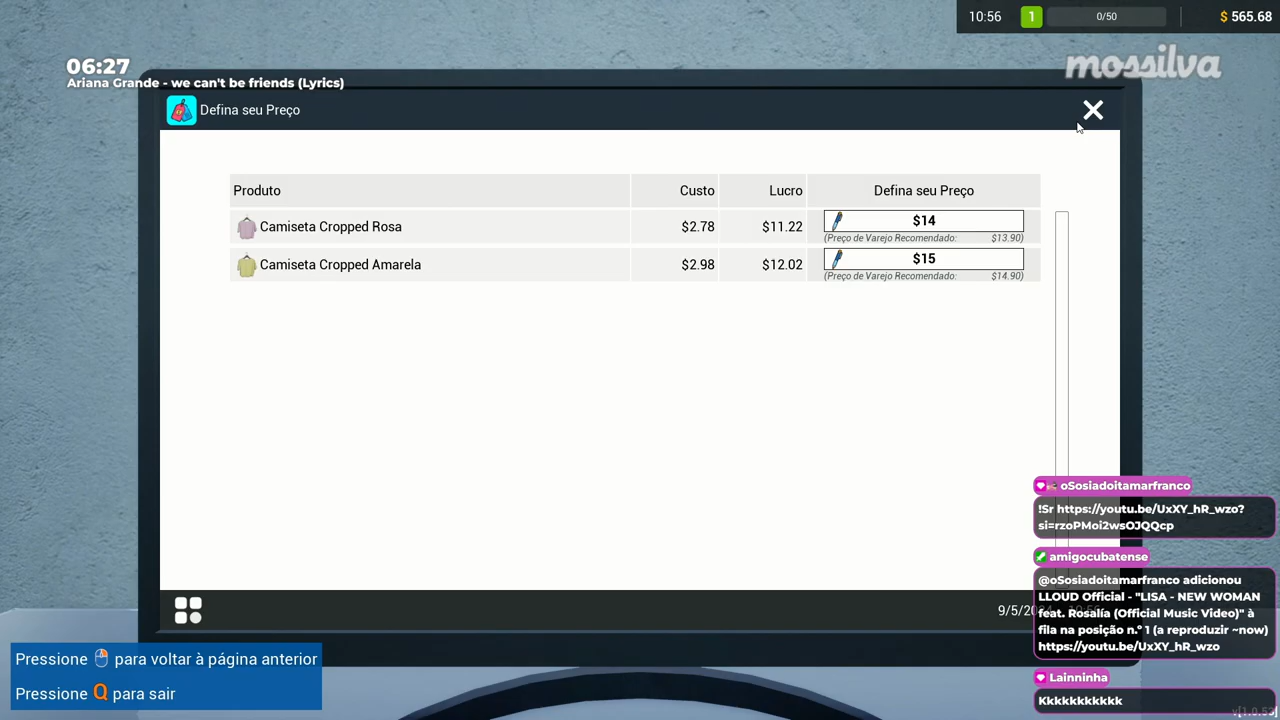 10:56 1 0/50 $ 565.68
06:27
Ariana Grande - we can't be friends (Lyrics)
mossilva
Defina seu Preço
Produto Custo Lucro Defina seu Preço
Camiseta Cropped Rosa $2.78 $11.22 $14
(Preço de Varejo Recomendado: $13.90)
Camiseta Cropped Amarela $2.98 $12.02 $15
(Preço de Varejo Recomendado: $14.90)
oSosiadoitamarfranco
!Sr https://youtu.be/UxXY_hR_wzo?
si=rzoPMoi2wsOJQQcp
amigocubatense
@oSosiadoitamarfranco adicionou
LLOUD Official - "LISA - NEW WOMAN
feat. Rosalía (Official Music Video)" à
fila na posição n.º 1 (a reproduzir ~now)
https://youtu.be/UxXY_hR_wzo
Lainninha
Kkkkkkkkkkk
Pressione para voltar à página anterior
Pressione Q para sair